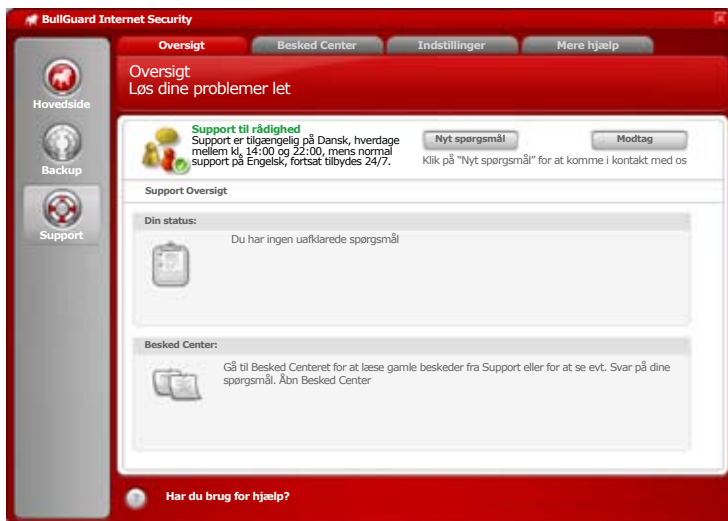 BullGuard Internet Security
Oversigt
Besked Center
Indstillinger
Mere hjælp
Hovedside
Backup
Support
Oversigt
Løs dine problemer let
Support til rådighed
Support er tilgængelig på Dansk, hverdage
mellem kl, 14:00 og 22:00, mens normal
support på Engelsk, fortsat tilbydes 24/7.
Nyt spørgsmål
Modtag
Klik på “Nyt spørgsmål” for at komme i kontakt med os
Support Oversigt
Din status:
Du har ingen uafklarede spørgsmål
Besked Center:
Gå til Besked Centeret for at læse gamle beskeder fra Support eller for at se evt. Svar på dine
spørgsmål. Åbn Besked Center
Har du brug for hjælp?